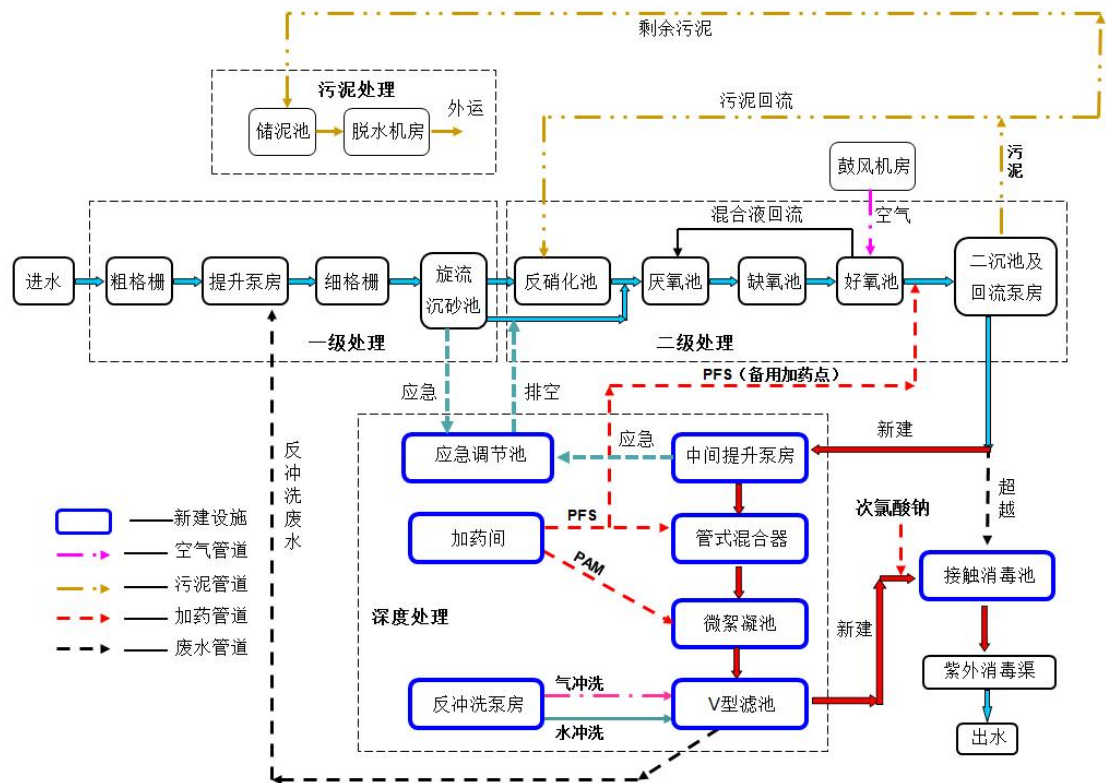 剩余污泥
污泥处理
外运
储泥池
脱水机房
污泥回流
污泥
鼓风机房
空气
混合液回流
进水
粗格栅
提升泵房
细格栅
旋流
沉砂池
反硝化池
厌氧池
缺氧池
好氧池
二沉池及
回流泵房
一级处理
二级处理
PFS（备用加药点）
应急
排空
新建
反冲洗废水
应急调节池
应急
中间提升泵房
超越
次氯酸钠
新建设施
空气管道
污泥管道
加药管道
废水管道
加药间
PFS
PAM
管式混合器
接触消毒池
深度处理
微絮凝池
新建
紫外消毒渠
反冲洗泵房
气冲洗
水冲洗
V型滤池
出水